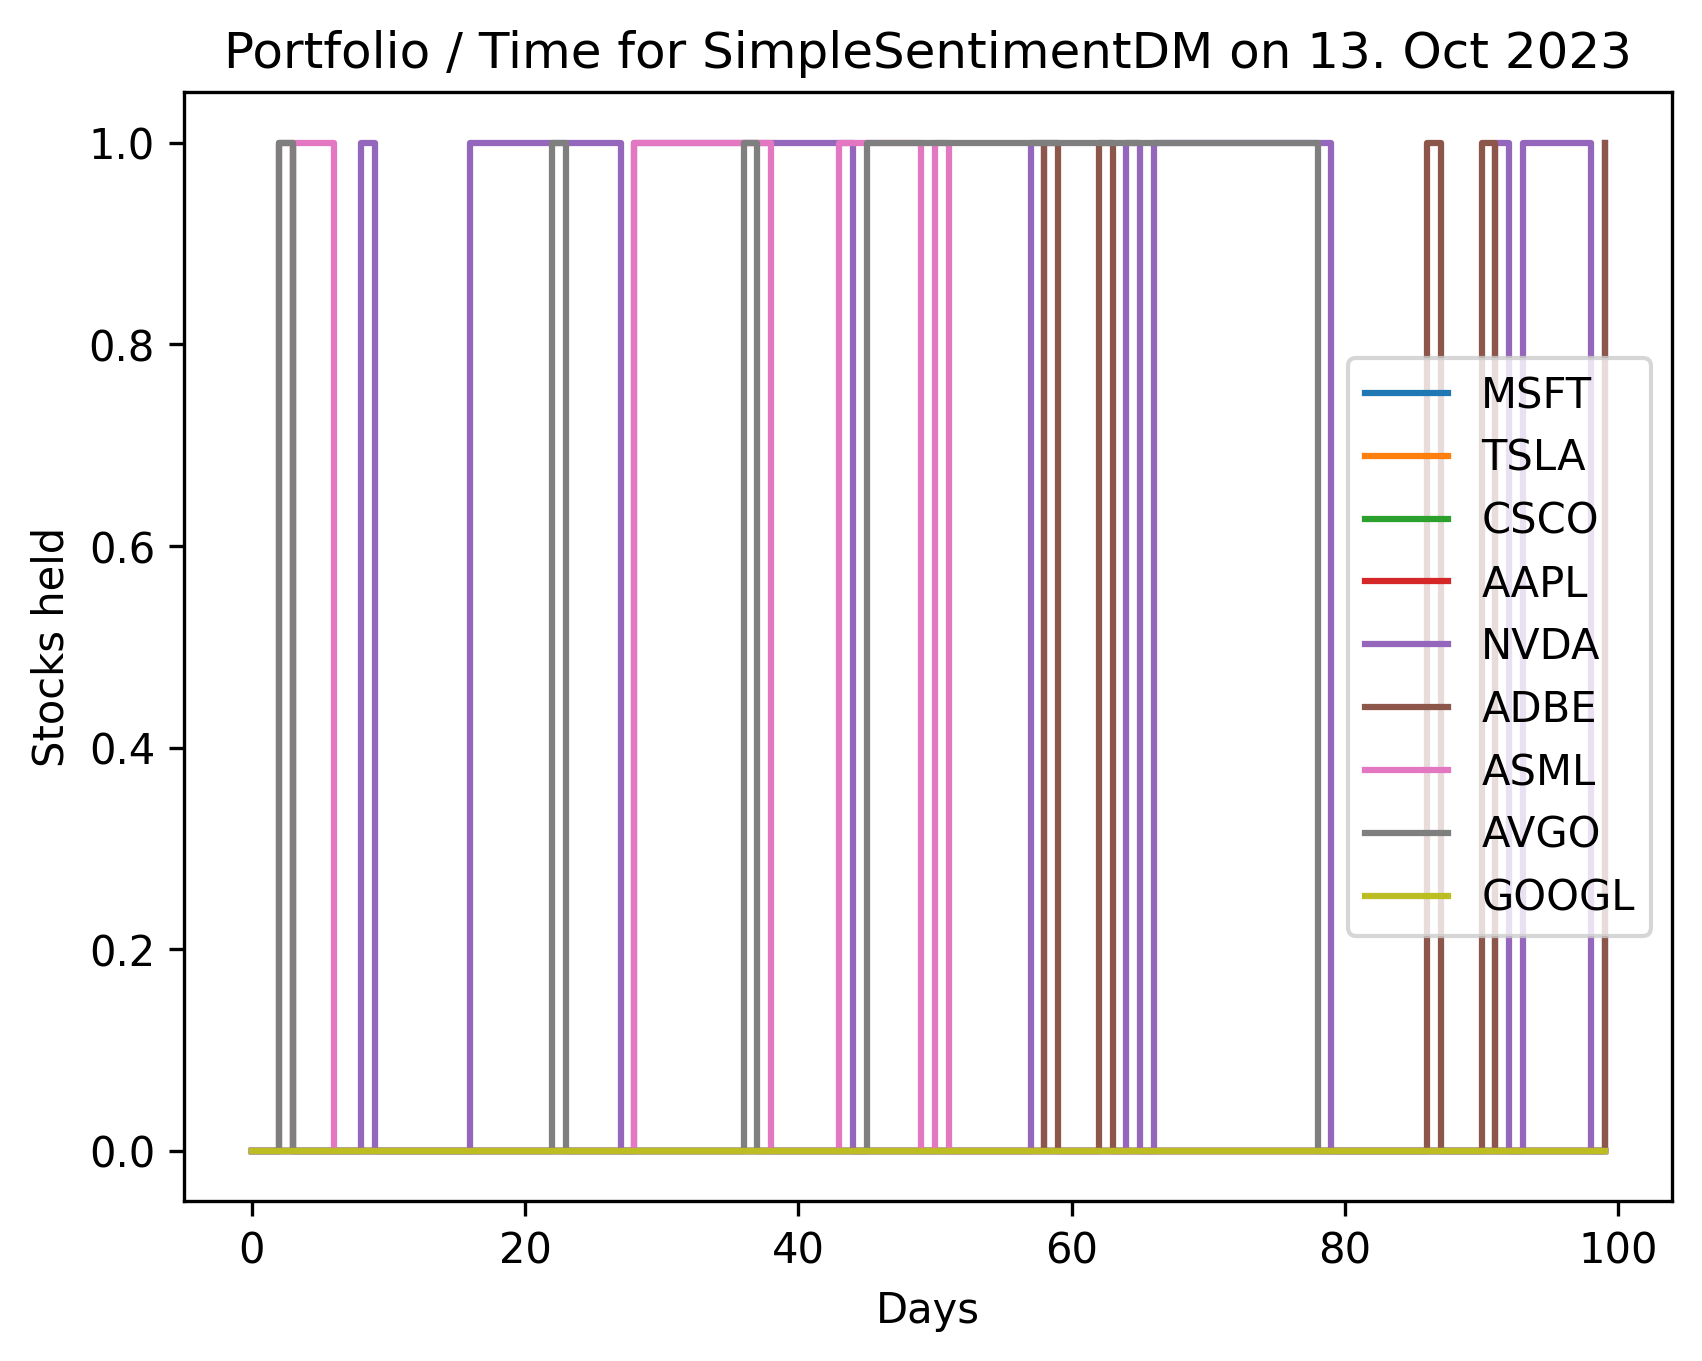 Portfolio / Time for SimpleSentimentDM on 13. Oct 2023
1.0
0.8
0.6
0.4
0.2
0.0
Stocks held
MSFT
TSLA
CSCO
AAPL
NVDA
ADBE
ASML
AVGO
GOOGL
0 20 40 60 80 100
Days